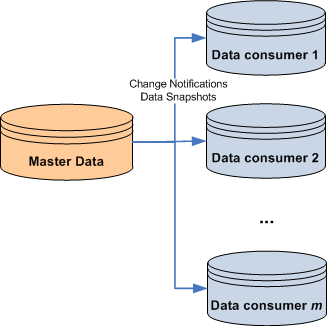 Data consumer 1
Change Notifications
Data Snapshots
Master Data
Data consumer 2
...
Data consumer m